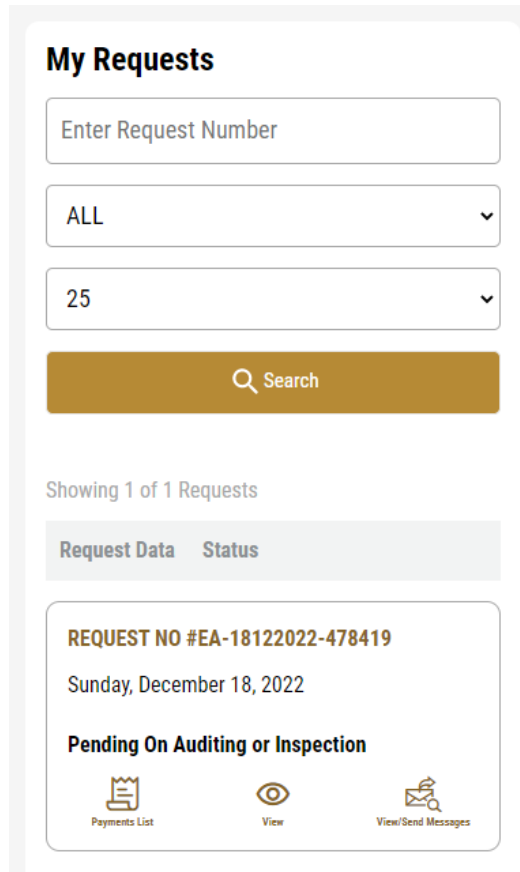 My Requests
Enter Request Number
ALL
25
Search
Showing 1 of 1 Requests
Request Data Status
REQUEST NO #EA-18122022-478419
Sunday, December 18, 2022
Pending On Auditing or Inspection
Payments List View View/Send Messages